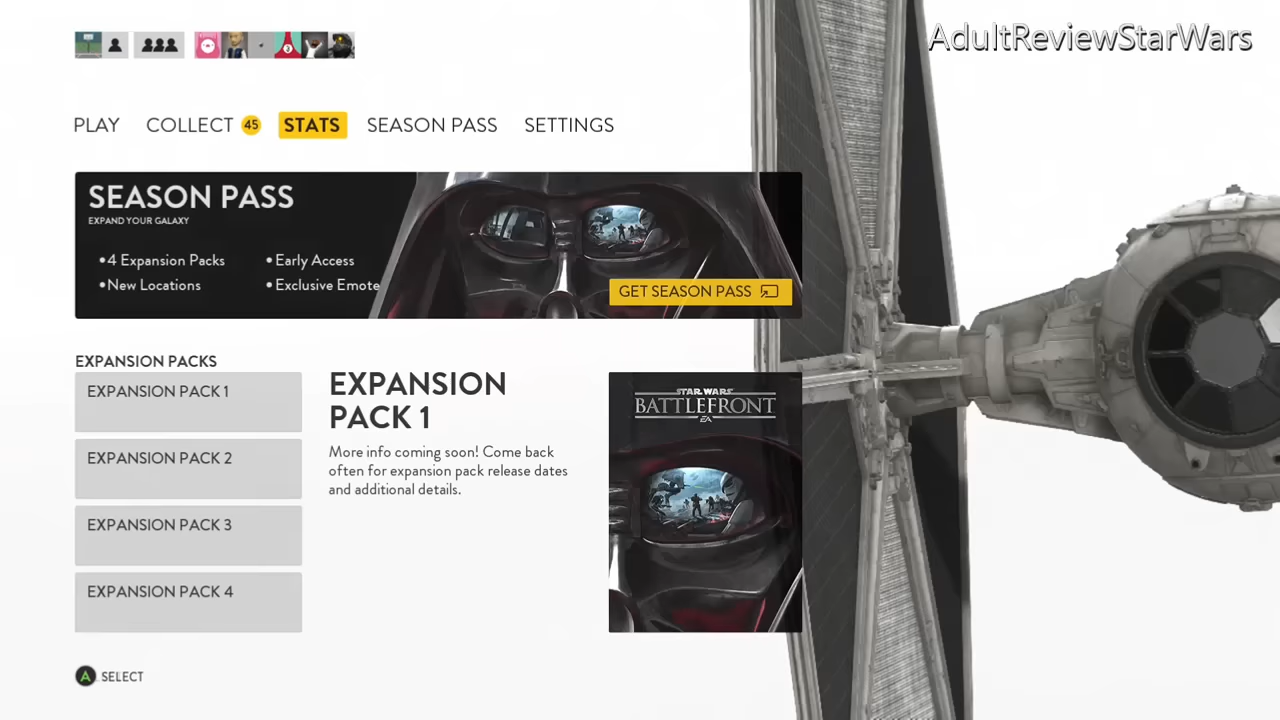 AdultReviewStarWars
PLAY COLLECT 45 STATS SEASON PASS SETTINGS
SEASON PASS
EXPAND YOUR GALAXY
•4 Expansion Packs •Early Access
•New Locations •Exclusive Emote
GET SEASON PASS
EXPANSION PACKS
EXPANSION PACK 1
EXPANSION PACK 2
EXPANSION PACK 3
EXPANSION PACK 4
EXPANSION
PACK 1
More info coming soon! Come back
often for expansion pack release dates
and additional details.
STAR WARS
BATTLEFRONT
EA
A SELECT